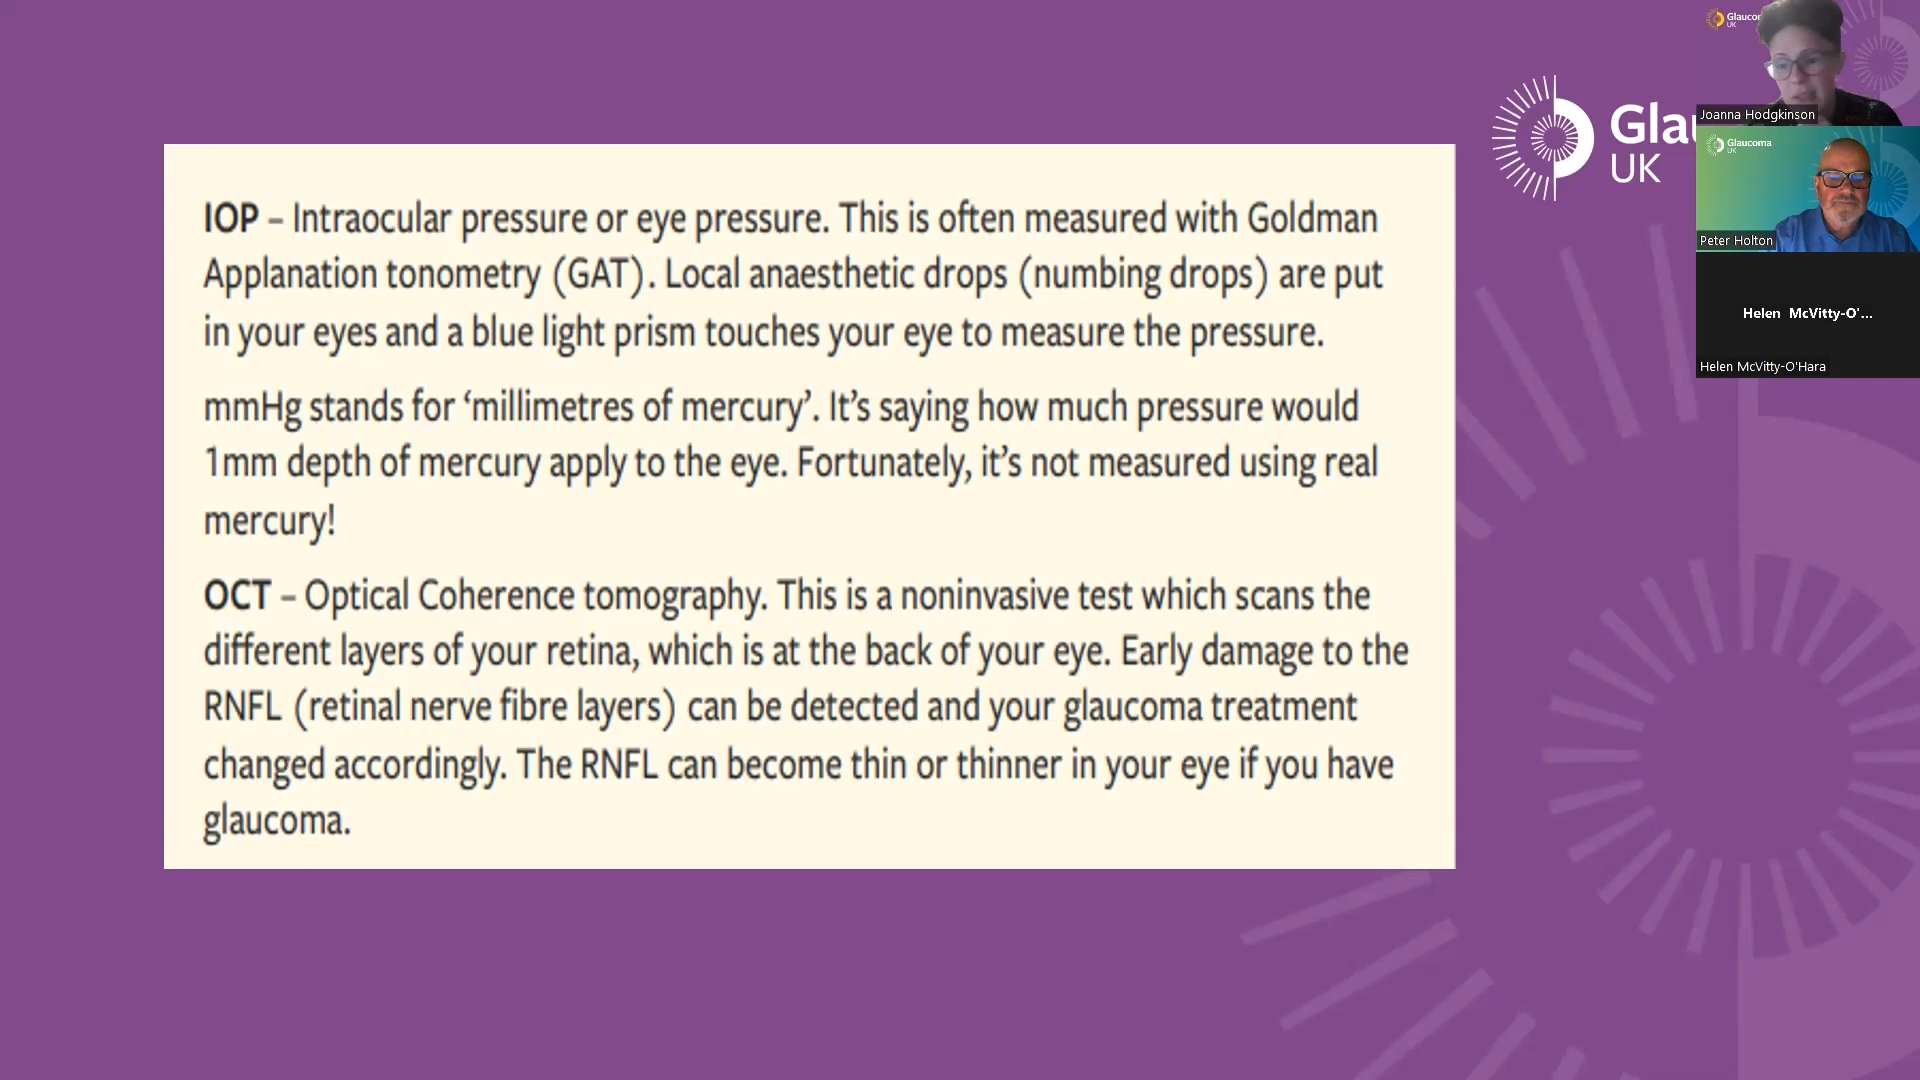 IOP – Intraocular pressure or eye pressure. This is often measured with Goldman
Applanation tonometry (GAT). Local anaesthetic drops (numbing drops) are put
in your eyes and a blue light prism touches your eye to measure the pressure.
mmHg stands for ‘millimetres of mercury’. It’s saying how much pressure would
1mm depth of mercury apply to the eye. Fortunately, it’s not measured using real
mercury!
OCT – Optical Coherence tomography. This is a noninvasive test which scans the
different layers of your retina, which is at the back of your eye. Early damage to the
RNFL (retinal nerve fibre layers) can be detected and your glaucoma treatment
changed accordingly. The RNFL can become thin or thinner in your eye if you have
glaucoma.
Glau
UK
Glaucom
UK
Joanna Hodgkinson
Glaucoma
UK
Peter Holton
Helen McVitty-O'...
Helen McVitty-O'Hara